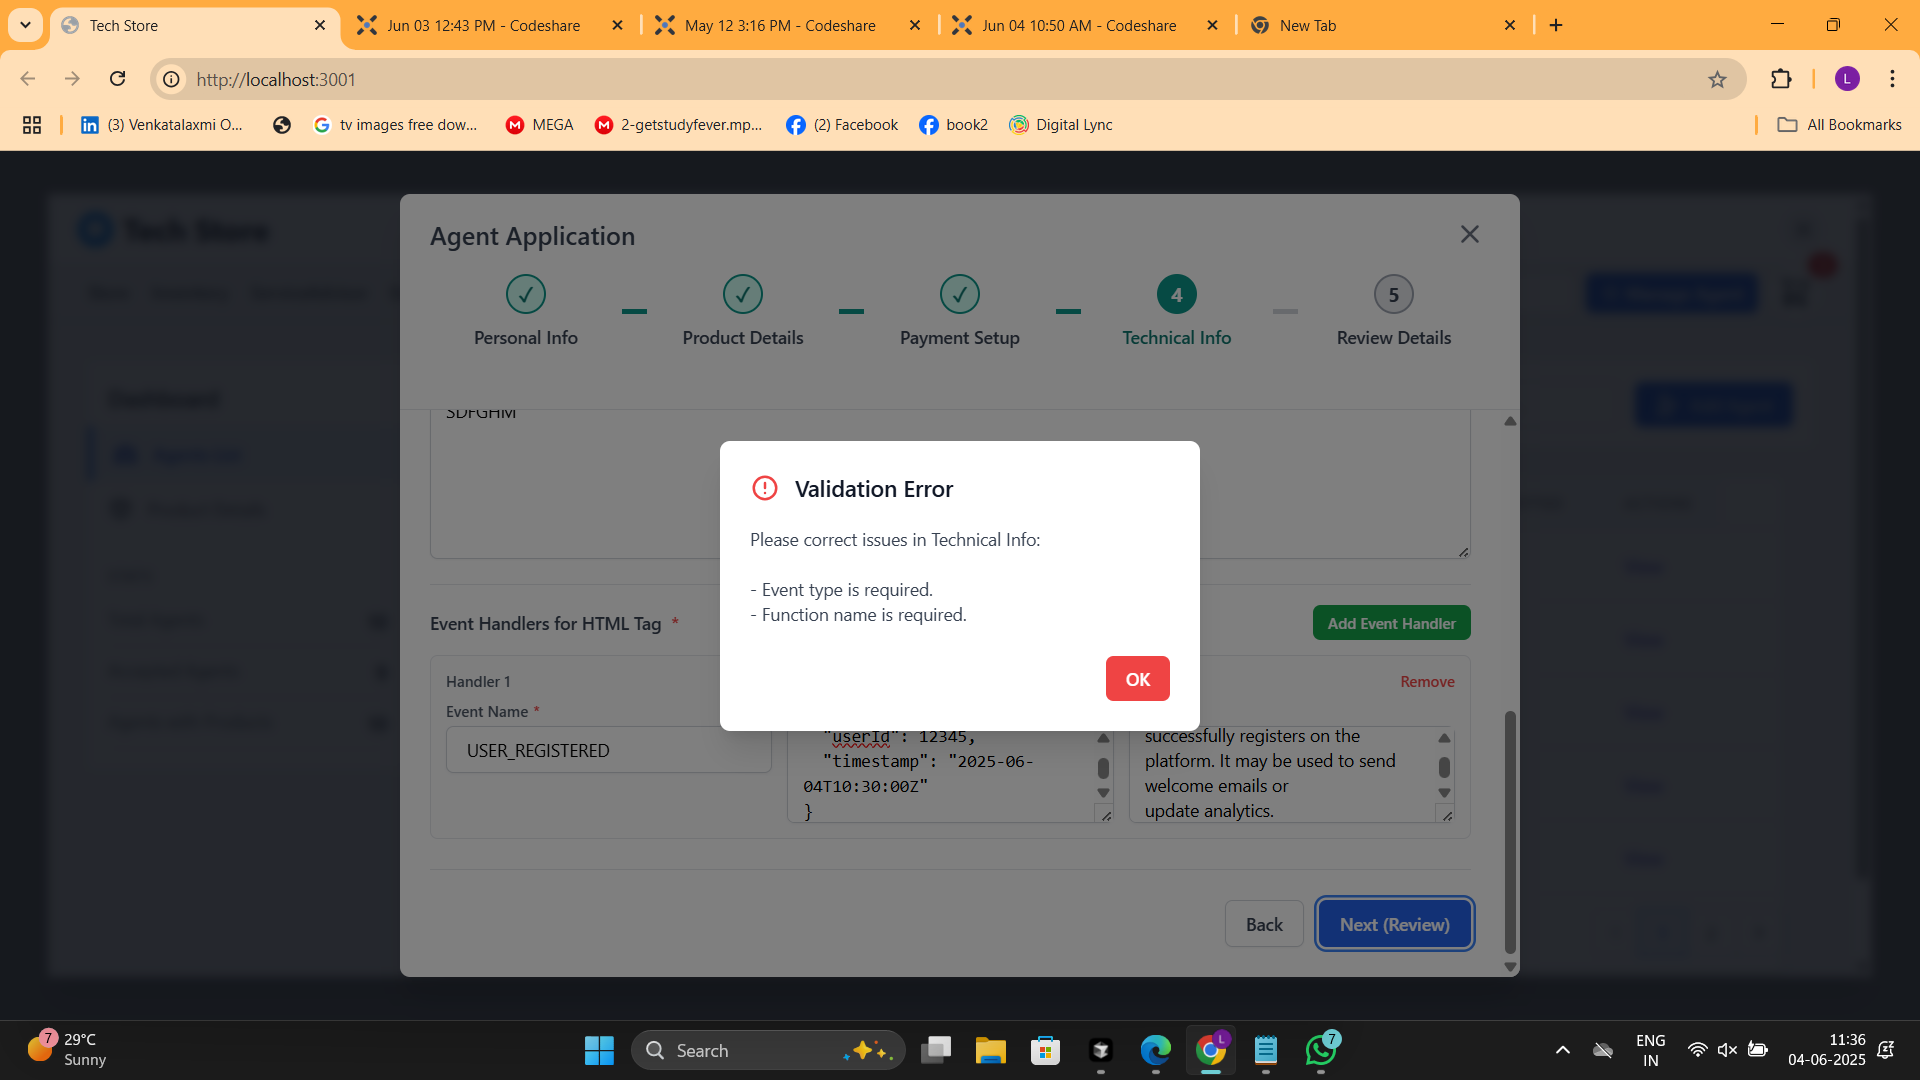 Tech Store
Jun 03 12:43 PM - Codeshare
May 12 3:16 PM - Codeshare
Jun 04 10:50 AM - Codeshare
New Tab
http://localhost:3001
L
(3) Venkatalaxmi O...
tv images free dow...
MEGA
2-getstudyfever.mp...
(2) Facebook
book2
Digital Lync
All Bookmarks
Tech Store
Agent Application
4
5
Personal Info
Product Details
Payment Setup
Technical Info
Review Details
Dashboard
SDFGHM
Validation Error
Please correct issues in Technical Info:
- Event type is required.
- Function name is required.
OK
Event Handlers for HTML Tag *
Add Event Handler
Handler 1
Remove
Event Name *
USER_REGISTERED
"userId": 12345,
"timestamp": "2025-06-
04T10:30:00Z"
}
successfully registers on the
platform. It may be used to send
welcome emails or
update analytics.
Back
Next (Review)
7
29°C
Sunny
Search
L
7
ENG
IN
11:36
04-06-2025